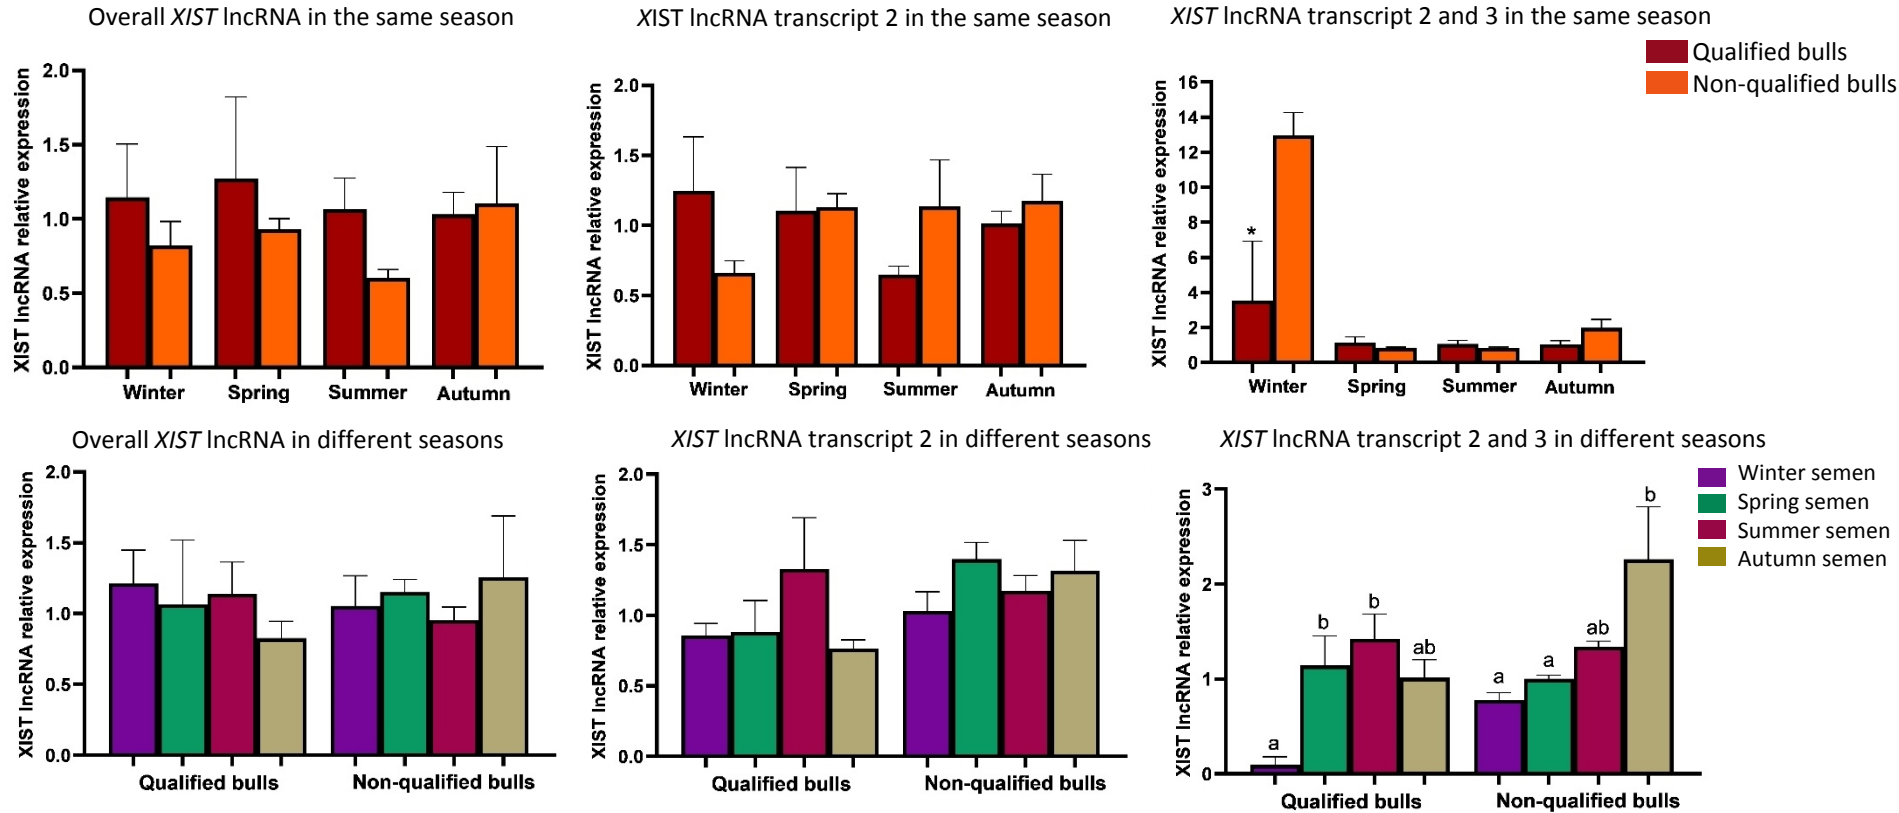 Overall XIST lncRNA in the same season
XIST lncRNA transcript 2 in the same season
XIST lncRNA transcript 2 and 3 in the same season
Qualified bulls
Non-qualified bulls
XIST lncRNA relative expression
2.0
1.5
1.0
0.5
0.0
Winter Spring Summer Autumn
XIST lncRNA relative expression
2.0
1.5
1.0
0.5
0.0
Winter Spring Summer Autumn
XIST lncRNA relative expression
16
14
12
10
8
6
4
2
0
*
Winter Spring Summer Autumn
Overall XIST lncRNA in different seasons
XIST lncRNA transcript 2 in different seasons
XIST lncRNA transcript 2 and 3 in different seasons
Winter semen
Spring semen
Summer semen
Autumn semen
XIST lncRNA relative expression
2.0
1.5
1.0
0.5
0.0
Qualified bulls Non-qualified bulls
XIST lncRNA relative expression
2.0
1.5
1.0
0.5
0.0
Qualified bulls Non-qualified bulls
XIST lncRNA relative expression
3
2
1
0
a b b ab a a ab b
Qualified bulls Non-qualified bulls